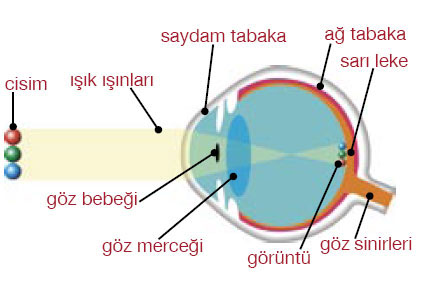 saydam tabaka
ağ tabaka
sarı leke
cisim
ışık ışınları
göz bebeği
göz merceği
görüntü
göz sinirleri